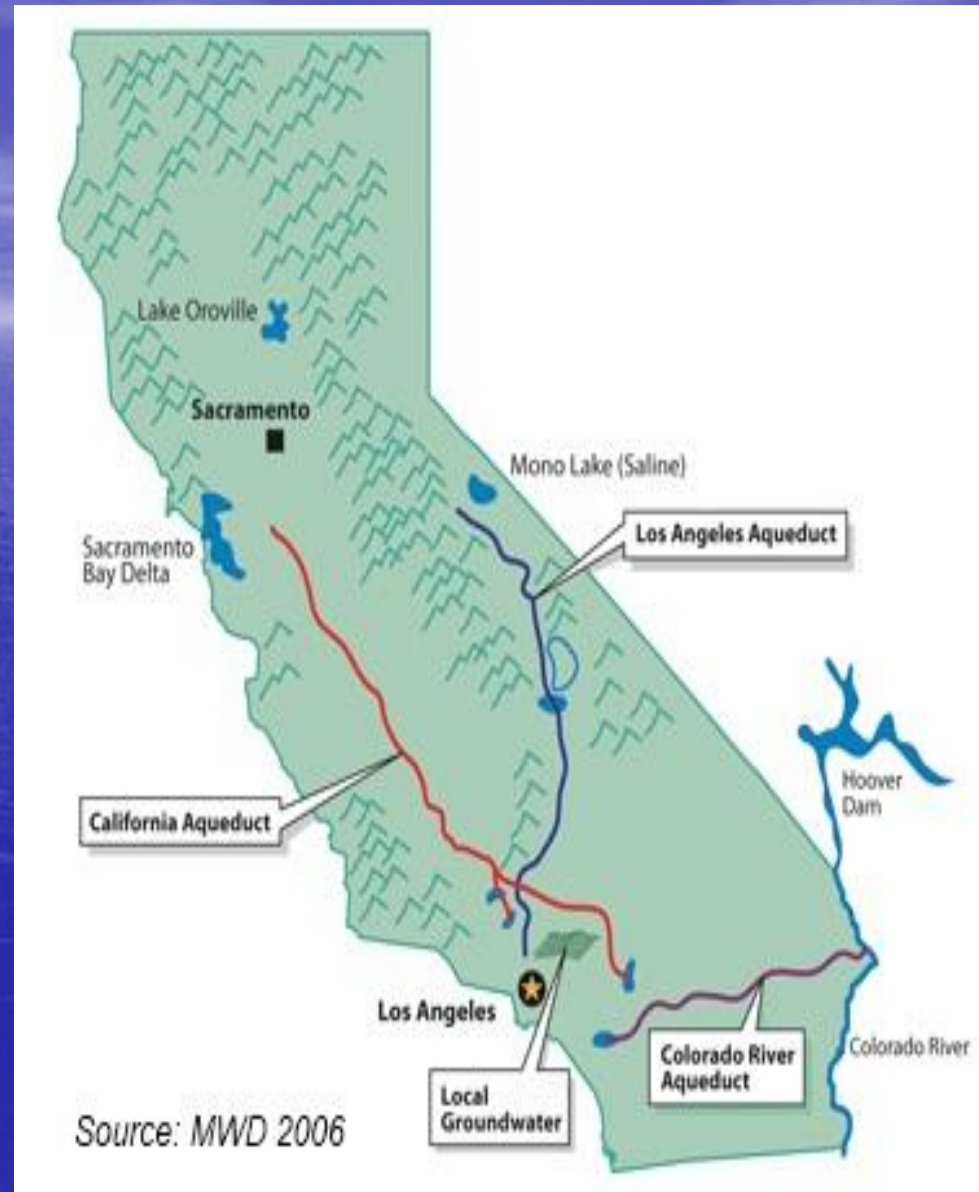 Lake Oroville
Sacramento
Mono Lake (Saline)
Los Angeles Aqueduct
Sacramento
Bay Delta
Hoover
Dam
California Aqueduct
Los Angeles
Colorado River
Colorado River
Aqueduct
Local
Groundwater
Source: MWD 2006